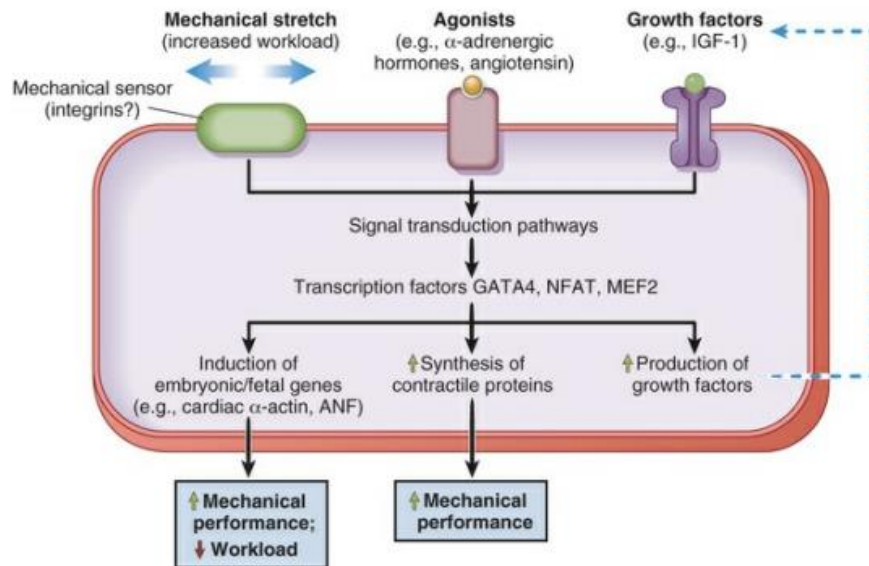 Mechanical stretch
(increased workload)
Agonists
(e.g., α-adrenergic
hormones, angiotensin)
Growth factors
(e.g., IGF-1)
Mechanical sensor
(integrins?)
Signal transduction pathways
Transcription factors GATA4, NFAT, MEF2
Induction of
embryonic/fetal genes
(e.g., cardiac α-actin, ANF)
Synthesis of
contractile proteins
Production of
growth factors
Mechanical
performance;
Workload
Mechanical
performance